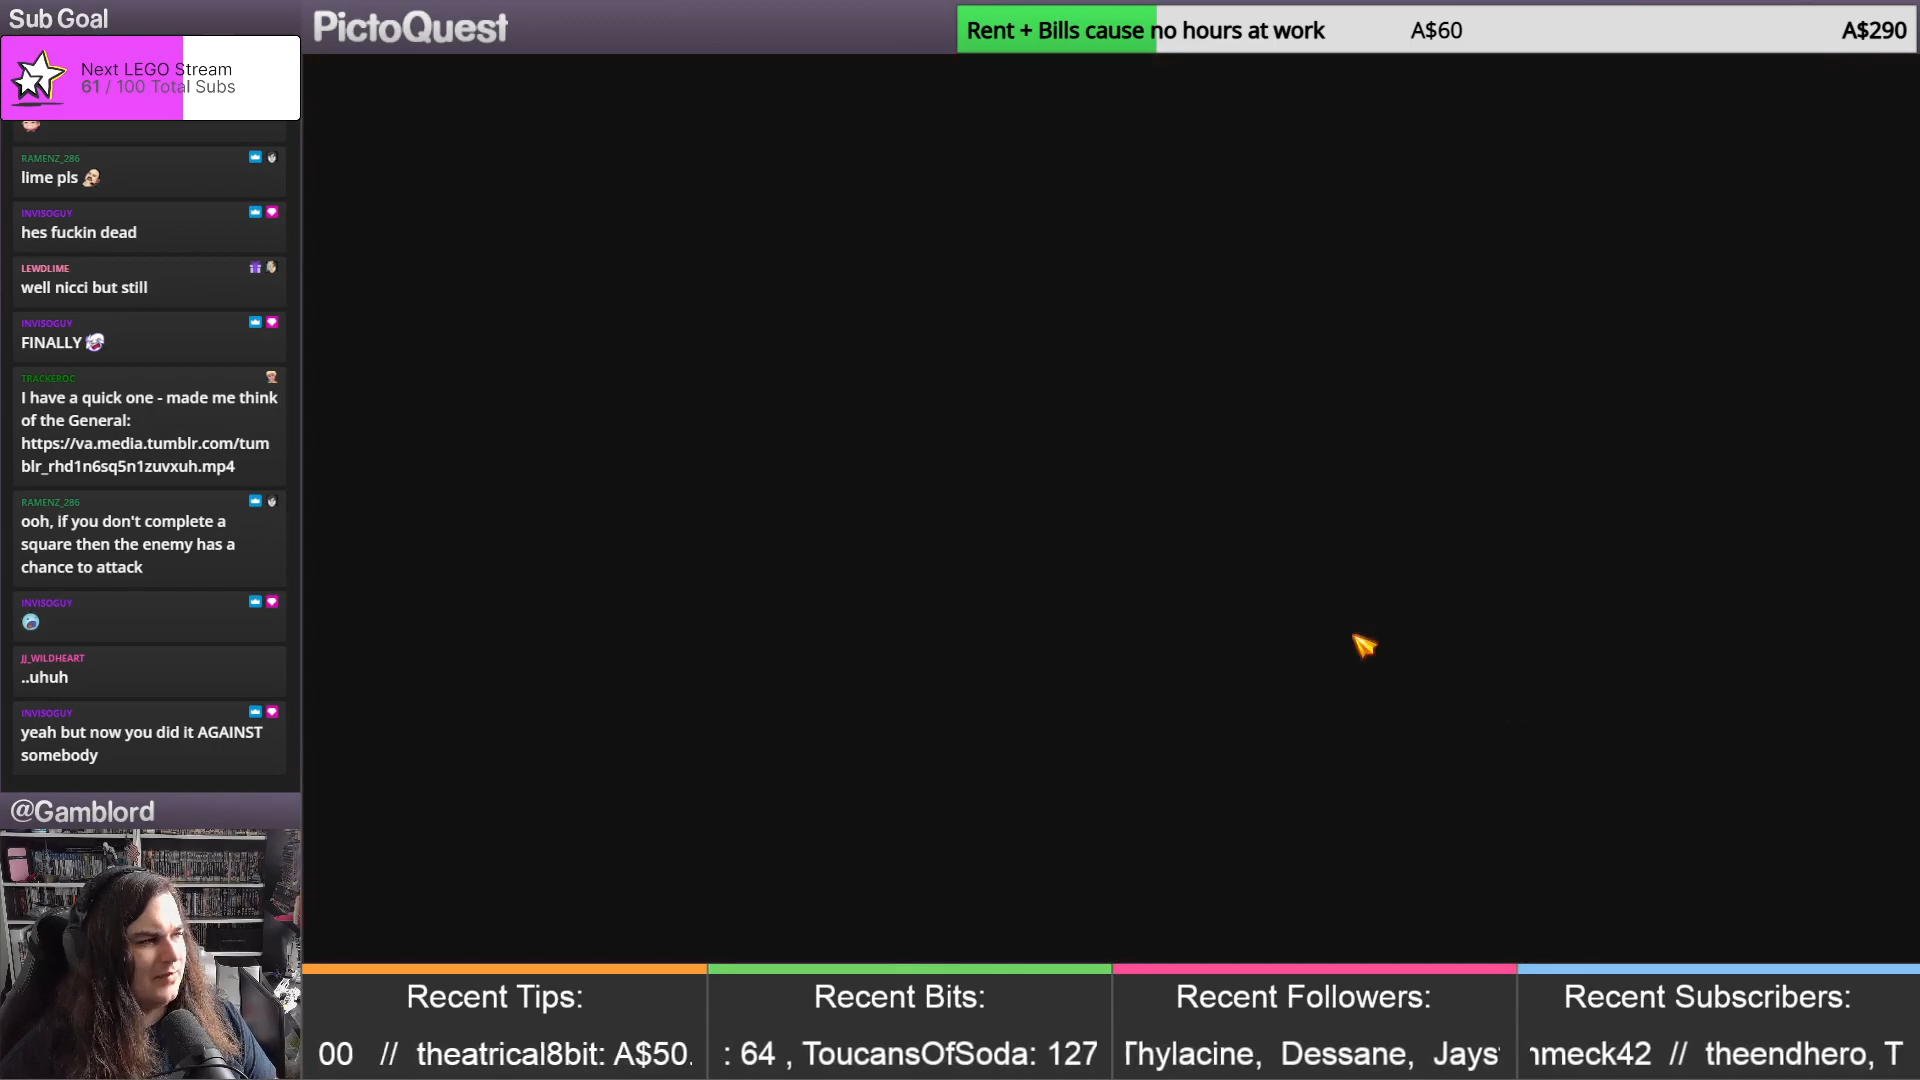 Sub Goal
Next LEGO Stream
61 / 100 Total Subs
RAMENZ_286
lime pls
INVISOGUY
hes fuckin dead
LEWDLIME
well nicci but still
INVISOGUY
FINALLY
TRACKEROC
I have a quick one - made me think
of the General:
https://va.media.tumblr.com/tum
blr_rhd1n6sq5n1zuvxuh.mp4
RAMENZ_286
ooh, if you don't complete a
square then the enemy has a
chance to attack
INVISOGUY
JJ_WILDHEART
..uhuh
INVISOGUY
yeah but now you did it AGAINST
somebody
@Gamblord
PictoQuest
Rent + Bills cause no hours at work A$60 A$290
Recent Tips:
00 // theatrical8bit: A$50.
Recent Bits:
: 64 , ToucansOfSoda: 127
Recent Followers:
Thylacine, Dessane, Jays
Recent Subscribers:
nmeck42 // theendhero, T